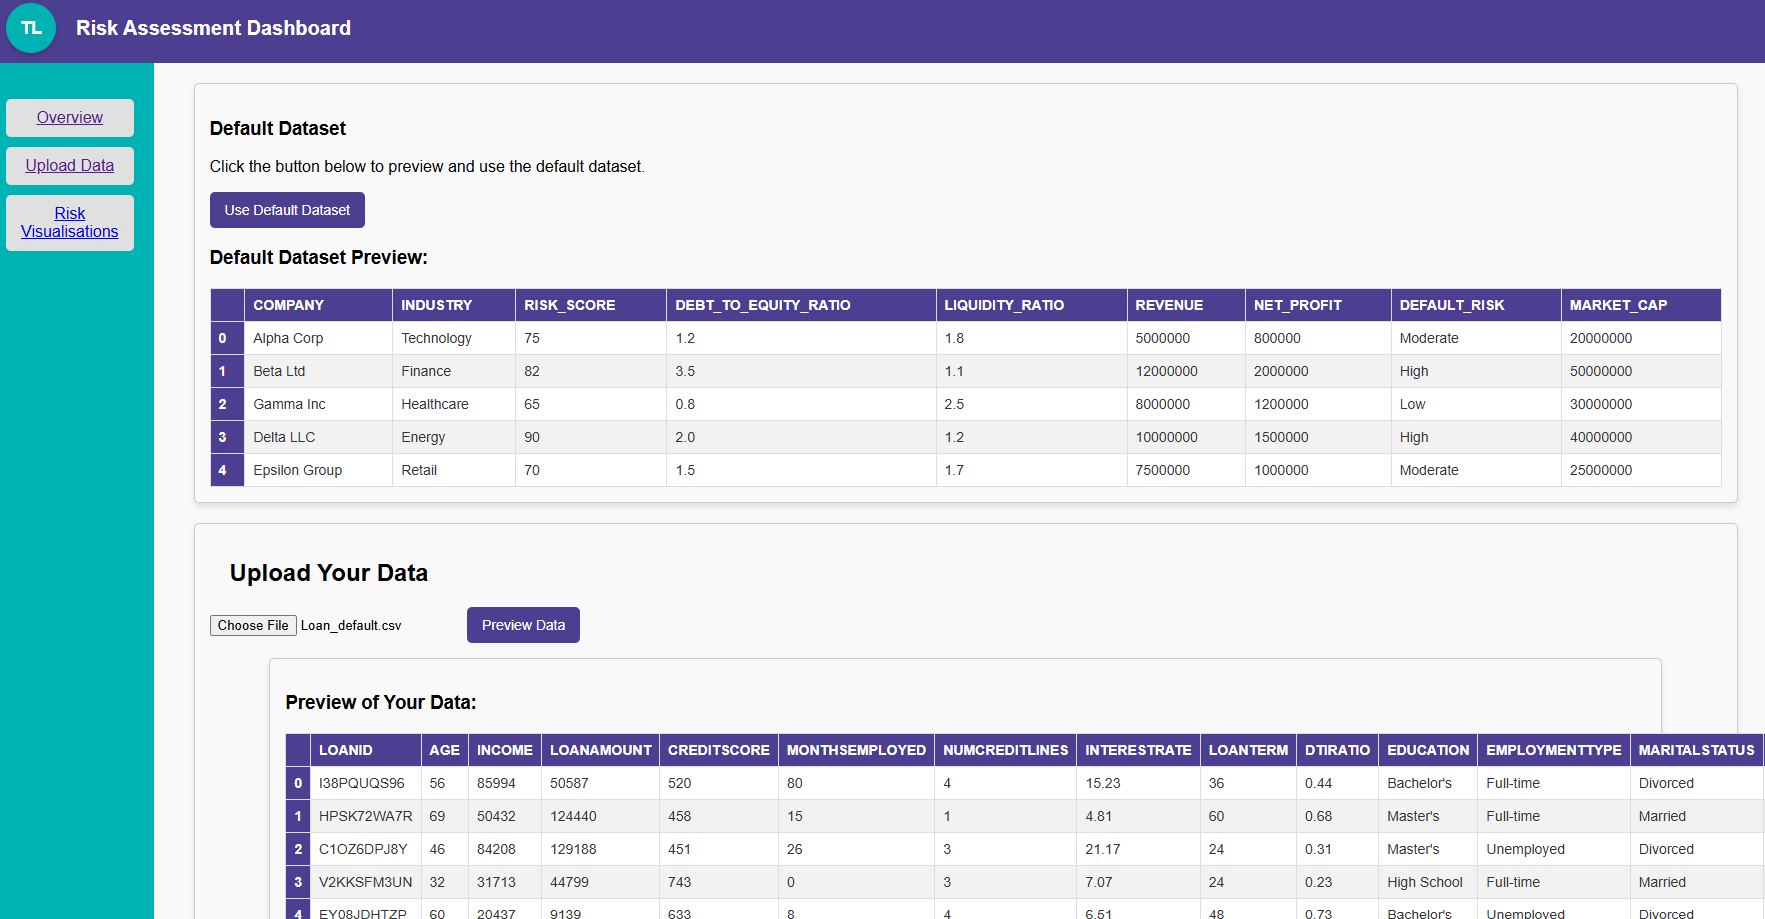 TL Risk Assessment Dashboard
Overview
Upload Data
Risk
Visualisations
Default Dataset
Click the button below to preview and use the default dataset.
Use Default Dataset
Default Dataset Preview:
COMPANY INDUSTRY RISK_SCORE DEBT_TO_EQUITY_RATIO LIQUIDITY_RATIO REVENUE NET_PROFIT DEFAULT_RISK MARKET_CAP
0 Alpha Corp Technology 75 1.2 1.8 5000000 800000 Moderate 20000000
1 Beta Ltd Finance 82 3.5 1.1 12000000 2000000 High 50000000
2 Gamma Inc Healthcare 65 0.8 2.5 8000000 1200000 Low 30000000
3 Delta LLC Energy 90 2.0 1.2 10000000 1500000 High 40000000
4 Epsilon Group Retail 70 1.5 1.7 7500000 1000000 Moderate 25000000
Upload Your Data
Choose File Loan_default.csv Preview Data
Preview of Your Data:
LOANID AGE INCOME LOANAMOUNT CREDITSCORE MONTHSEMPLOYED NUMCREDITLINES INTERESTRATE LOANTERM DTIRATIO EDUCATION EMPLOYMENTTYPE MARITALSTATUS
0 I38PQUQS96 56 85994 50587 520 80 4 15.23 36 0.44 Bachelor's Full-time Divorced
1 HPSK72WA7R 69 50432 124440 458 15 1 4.81 60 0.68 Master's Full-time Married
2 C1OZ6DPJ8Y 46 84208 129188 451 26 3 21.17 24 0.31 Master's Unemployed Divorced
3 V2KKSFM3UN 32 31713 44799 743 0 3 7.07 24 0.23 High School Full-time Married
4 EY08JDHTZP 60 20437 9139 633 8 4 6.51 48 0.73 Bachelor's Unemployed Divorced